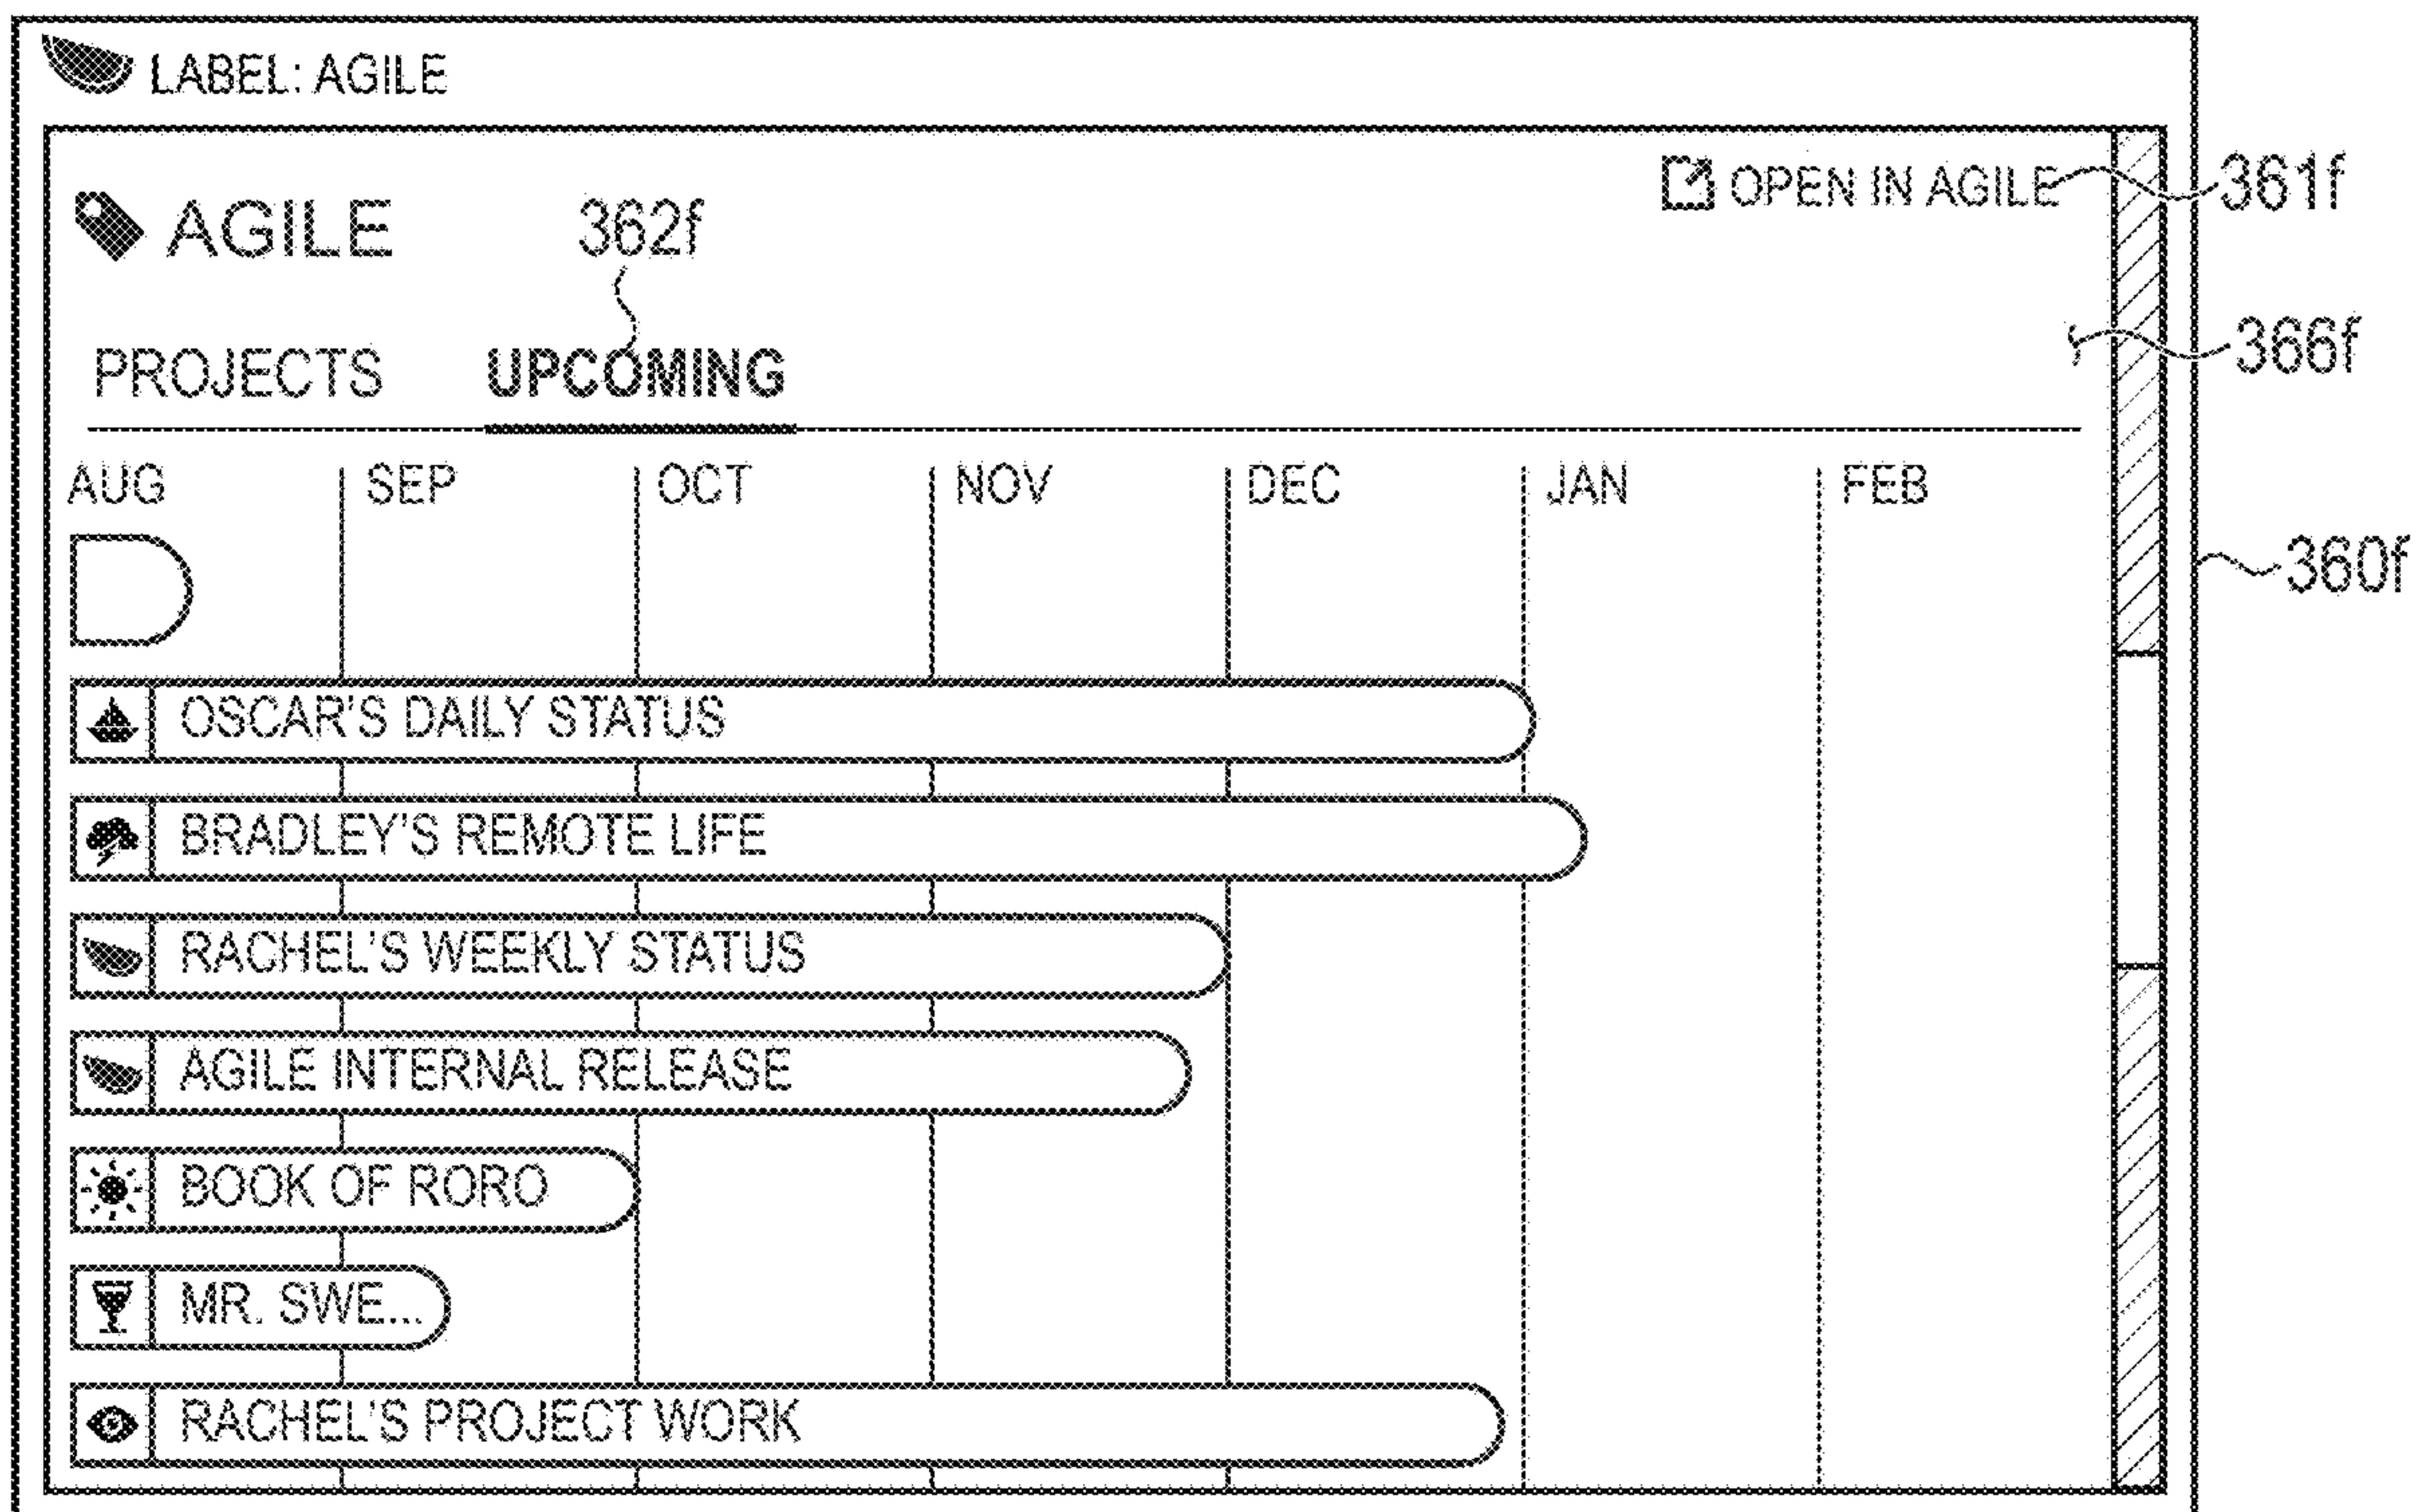 LABEL: AGILE
OPEN IN AGILE 361f
AGILE 362f
366f
PROJECTS UPCOMING
AUG SEP OCT NOV DEC JAN FEB
360f
OSCAR'S DAILY STATUS
BRADLEY'S REMOTE LIFE
RACHEL'S WEEKLY STATUS
AGILE INTERNAL RELEASE
BOOK OF RORO
MR. SWE...
RACHEL'S PROJECT WORK